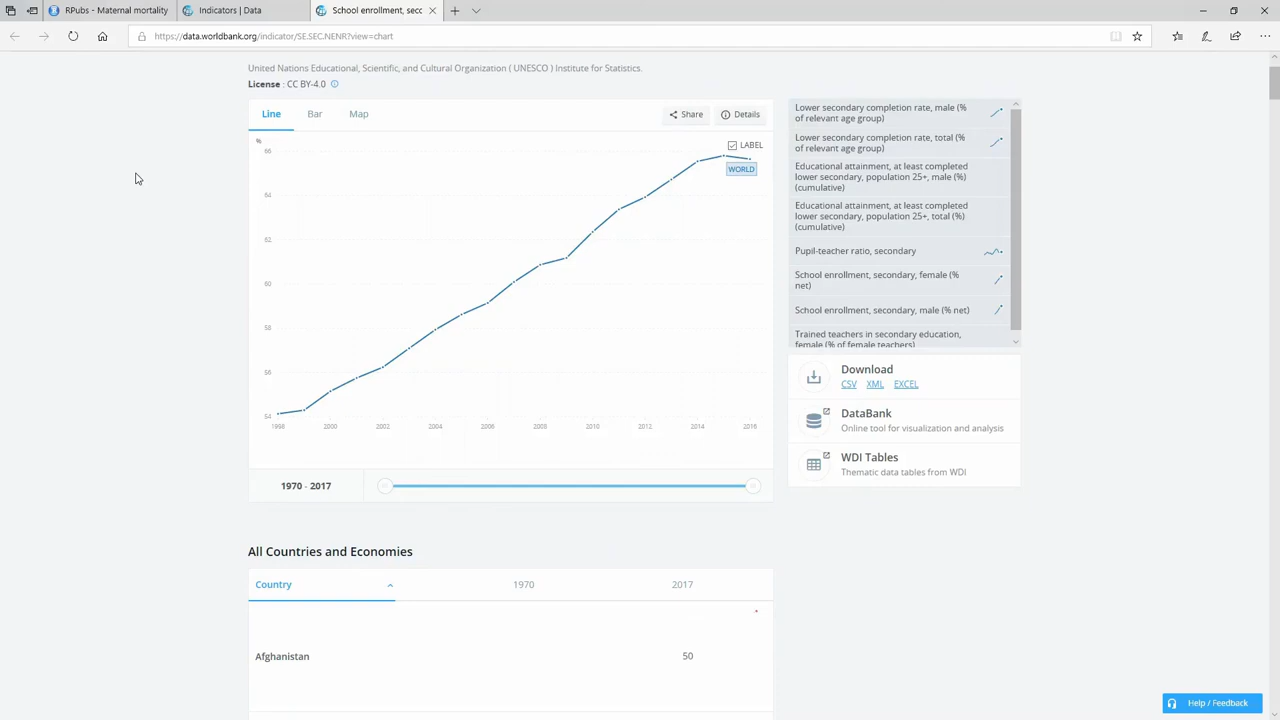 RPubs - Maternal mortality
Indicators | Data
School enrollment, sec
https://data.worldbank.org/indicator/SE.SEC.NENR?view=chart
United Nations Educational, Scientific, and Cultural Organization ( UNESCO ) Institute for Statistics.
License : CC BY-4.0
Line Bar Map Share Details
%
LABEL
WORLD
66
64
62
60
58
56
54
1998 2000 2002 2004 2006 2008 2010 2012 2014 2016
1970 - 2017
Lower secondary completion rate, male (%
of relevant age group)
Lower secondary completion rate, total (%
of relevant age group)
Educational attainment, at least completed
lower secondary, population 25+, male (%)
(cumulative)
Educational attainment, at least completed
lower secondary, population 25+, total (%)
(cumulative)
Pupil-teacher ratio, secondary
School enrollment, secondary, female (%
net)
School enrollment, secondary, male (% net)
Trained teachers in secondary education,
female (% of female teachers)
Download
CSV XML EXCEL
DataBank
Online tool for visualization and analysis
WDI Tables
Thematic data tables from WDI
All Countries and Economies
Country 1970 2017
Afghanistan 50
Help / Feedback